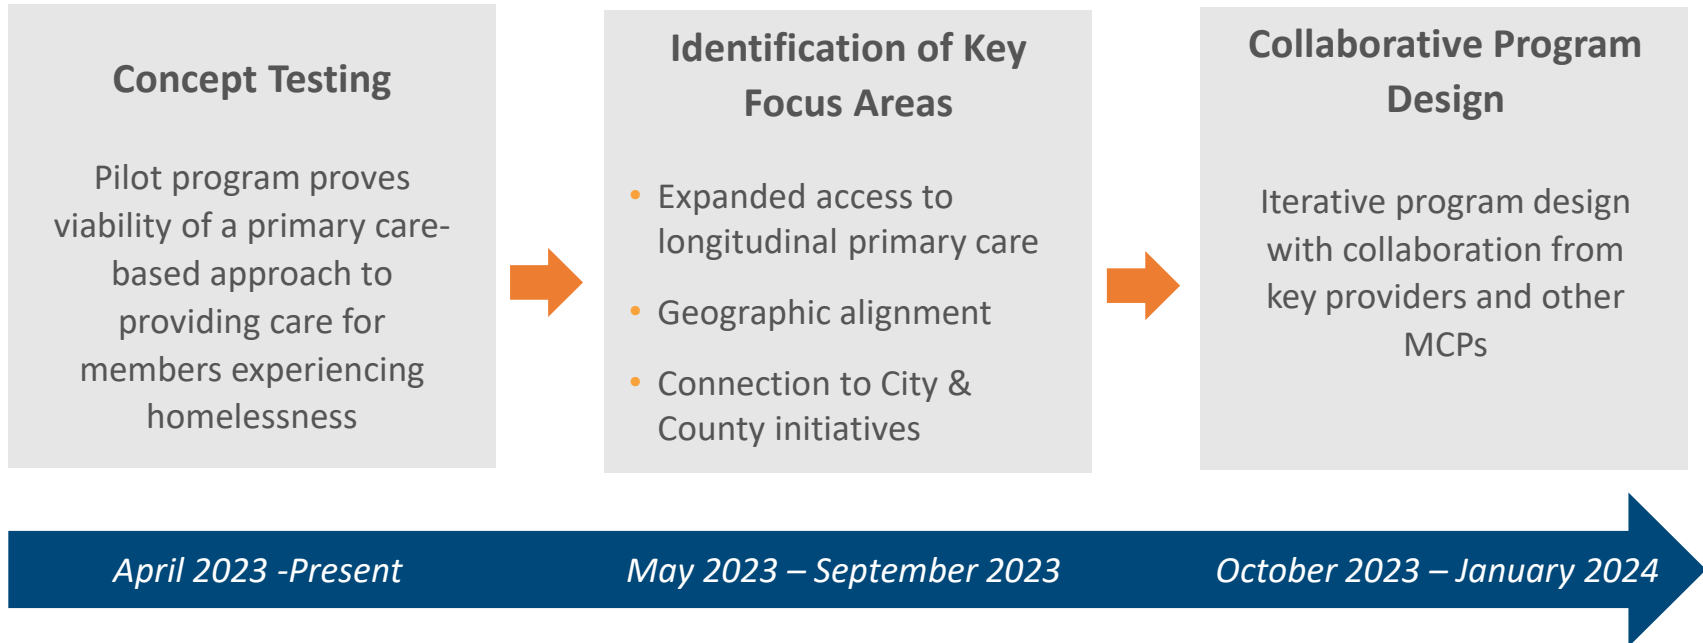 Concept Testing
Pilot program proves
viability of a primary care-
based approach to
providing care for
members experiencing
homelessness
Identification of Key
Focus Areas
• Expanded access to
longitudinal primary care
• Geographic alignment
• Connection to City &
County initiatives
Collaborative Program
Design
Iterative program design
with collaboration from
key providers and other
MCPs
April 2023 -Present
May 2023 – September 2023
October 2023 – January 2024